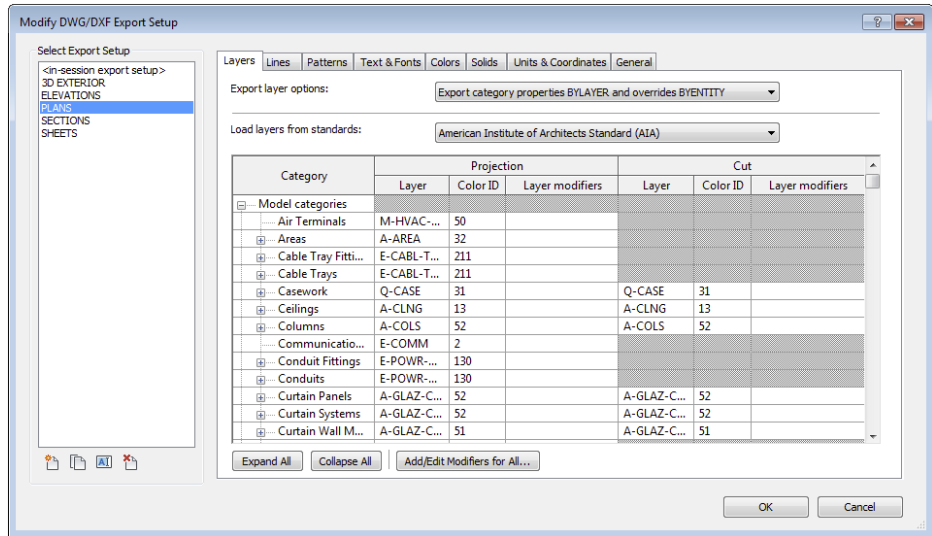 Modify DWG/DXF Export Setup
Select Export Setup
<in-session export setup>
3D EXTERIOR
ELEVATIONS
PLANS
SECTIONS
SHEETS
Layers Lines Patterns Text & Fonts Colors Solids Units & Coordinates General
Export layer options: Export category properties BYLAYER and overrides BYENTITY
Load layers from standards: American Institute of Architects Standard (AIA)
Category Projection Cut
Layer Color ID Layer modifiers Layer Color ID Layer modifiers
Model categories
Air Terminals M-HVAC-... 50
Areas A-AREA 32
Cable Tray Fitti... E-CABL-T... 211
Cable Trays E-CABL-T... 211
Casework Q-CASE 31 Q-CASE 31
Ceilings A-CLNG 13 A-CLNG 13
Columns A-COLS 52 A-COLS 52
Communicatio... E-COMM 2
Conduit Fittings E-POWR-... 130
Conduits E-POWR-... 130
Curtain Panels A-GLAZ-C... 52 A-GLAZ-C... 52
Curtain Systems A-GLAZ-C... 52 A-GLAZ-C... 52
Curtain Wall M... A-GLAZ-C... 51 A-GLAZ-C... 51
Expand All Collapse All Add/Edit Modifiers for All...
OK Cancel